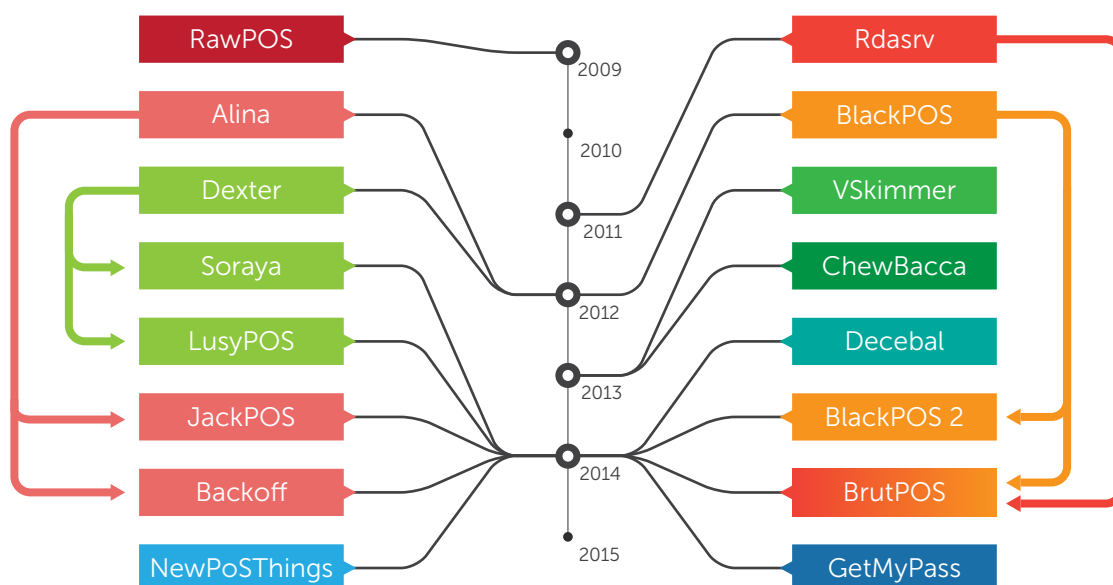 RawPOS
Alina
Dexter
Soraya
LusyPOS
JackPOS
Backoff
NewPoSThings
2009
2010
2011
2012
2013
2014
2015
Rdasrv
BlackPOS
VSkimmer
ChewBacca
Decebal
BlackPOS 2
BrutPOS
GetMyPass